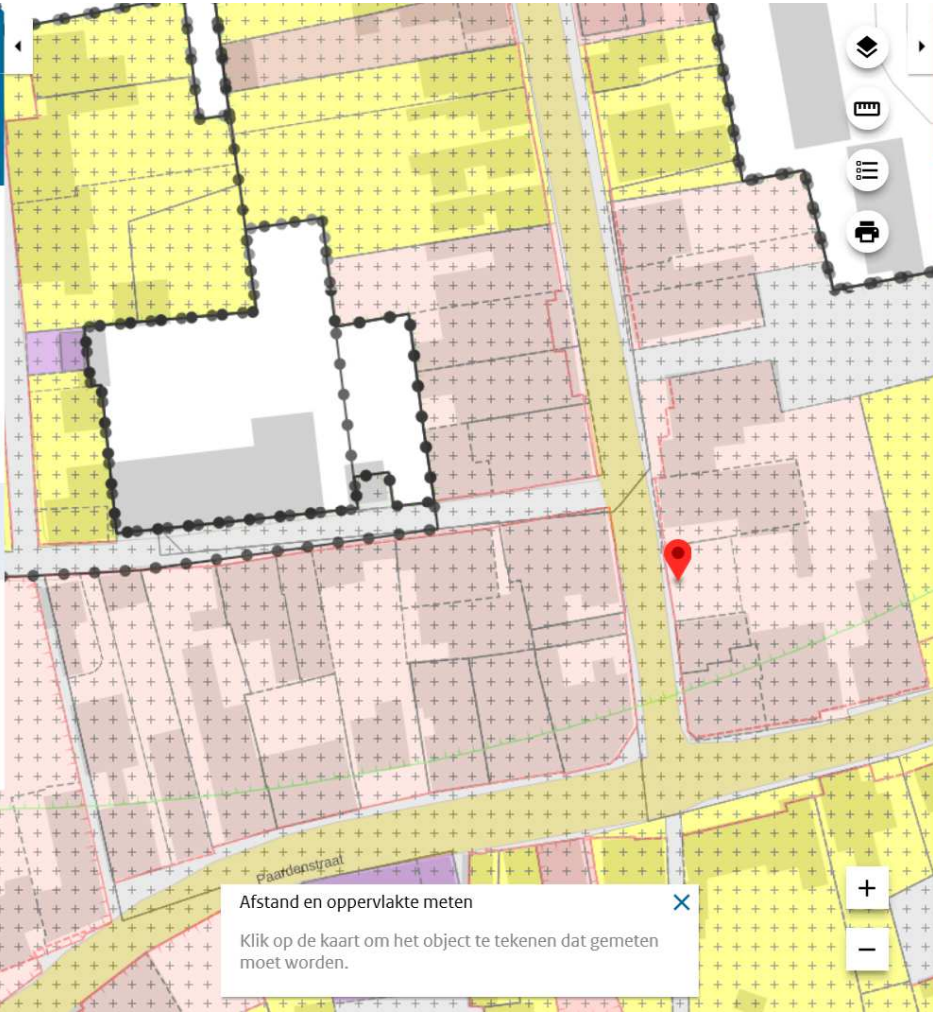 Paardenstraat
Afstand en oppervlakte meten
Klik op de kaart om het object te tekenen dat gemeten
moet worden.